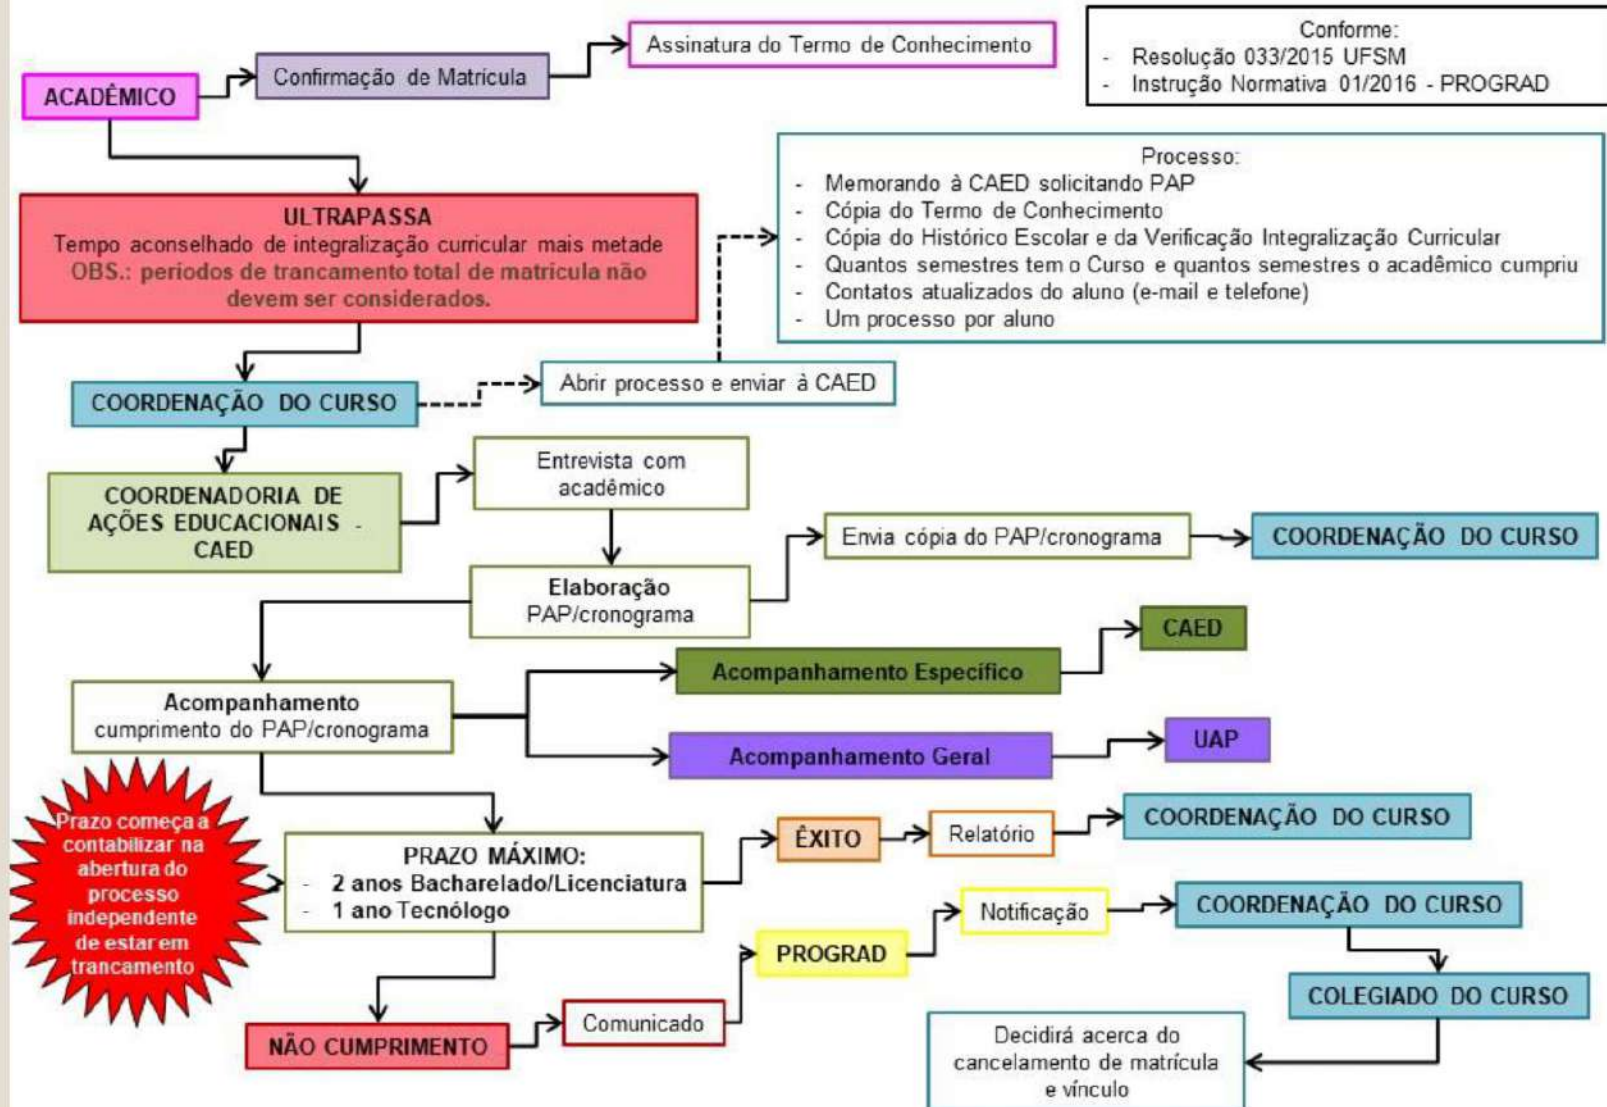 Assinatura do Termo de Conhecimento
Conforme:
- Resolução 033/2015 UFSM
- Instrução Normativa 01/2016 - PROGRAD
Confirmação de Matrícula
ACADÊMICO
Processo:
- Memorando à CAED solicitando PAP
- Cópia do Termo de Conhecimento
- Cópia do Histórico Escolar e da Verificação Integralização Curricular
- Quantos semestres tem o Curso e quantos semestres o acadêmico cumpriu
- Contatos atualizados do aluno (e-mail e telefone)
- Um processo por aluno
ULTRAPASSA
Tempo aconselhado de integralização curricular mais metade
OBS.: períodos de trancamento total de matrícula não
devem ser considerados.
COORDENAÇÃO DO CURSO
Abrir processo e enviar à CAED
COORDENADORIA DE
AÇÕES EDUCACIONAIS -
CAED
Entrevista com
acadêmico
Envia cópia do PAP/cronograma
COORDENAÇÃO DO CURSO
Elaboração
PAP/cronograma
CAED
Acompanhamento Específico
Acompanhamento
cumprimento do PAP/cronograma
UAP
Acompanhamento Geral
Prazo começa a
contabilizar na
abertura do
processo
independente
de estar em
trancamento
PRAZO MÁXIMO:
- 2 anos Bacharelado/Licenciatura
- 1 ano Tecnólogo
ÊXITO
Relatório
COORDENAÇÃO DO CURSO
NÃO CUMPRIMENTO
Comunicado
PROGRAD
Notificação
COORDENAÇÃO DO CURSO
COLEGIADO DO CURSO
Decidirá acerca do
cancelamento de matrícula
e vínculo